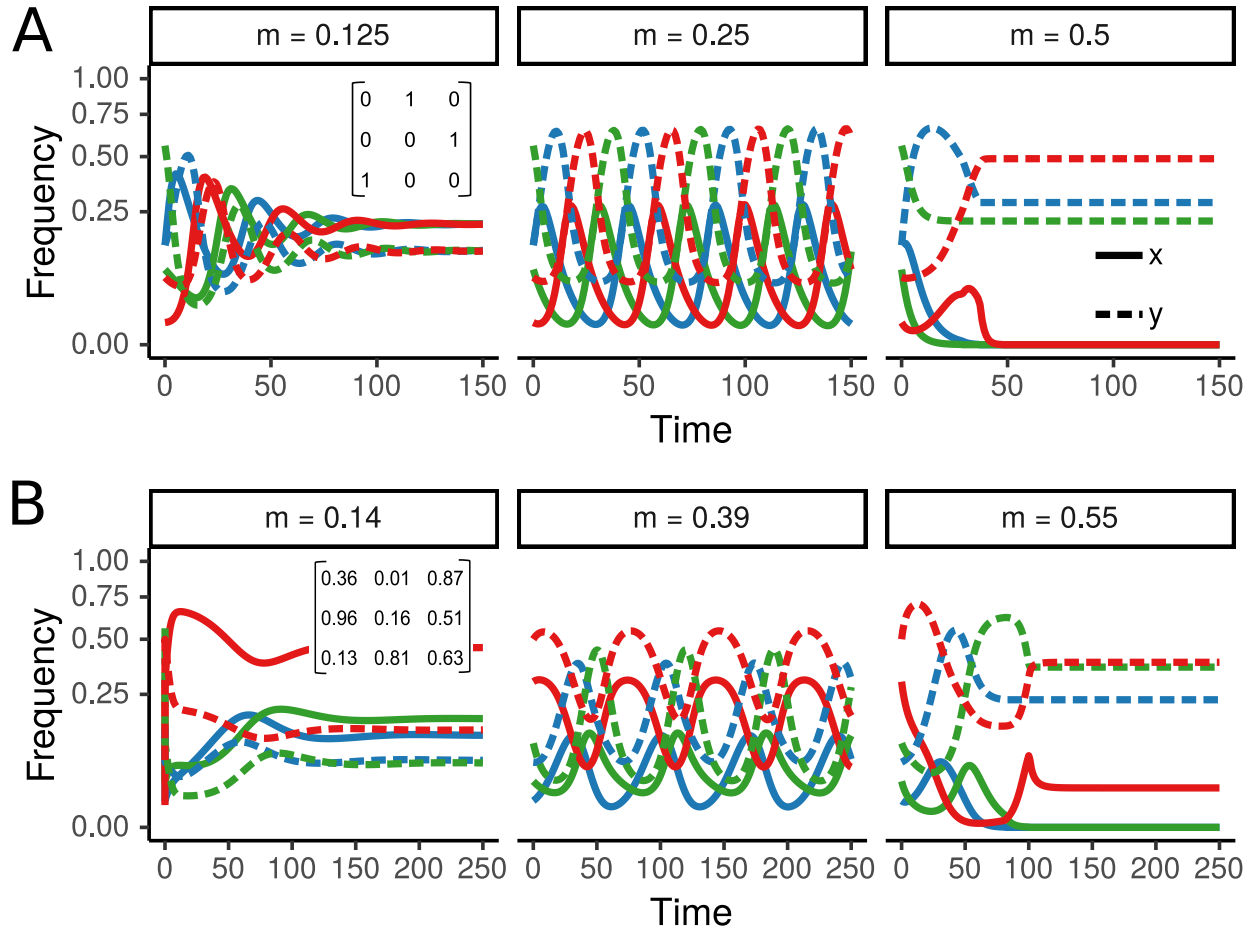 A
m = 0.125 m = 0.25 m = 0.5
Frequency
1.00
0.75
0.50
0.25
0.00
0 1 0
0 0 1
1 0 0
x
y
0 50 100 150 0 50 100 150 0 50 100 150
Time
B
m = 0.14 m = 0.39 m = 0.55
Frequency
1.00
0.75
0.50
0.25
0.00
0.36 0.01 0.87
0.96 0.16 0.51
0.13 0.81 0.63
0 50 100 150 200 250 0 50 100 150 200 250 0 50 100 150 200 250
Time